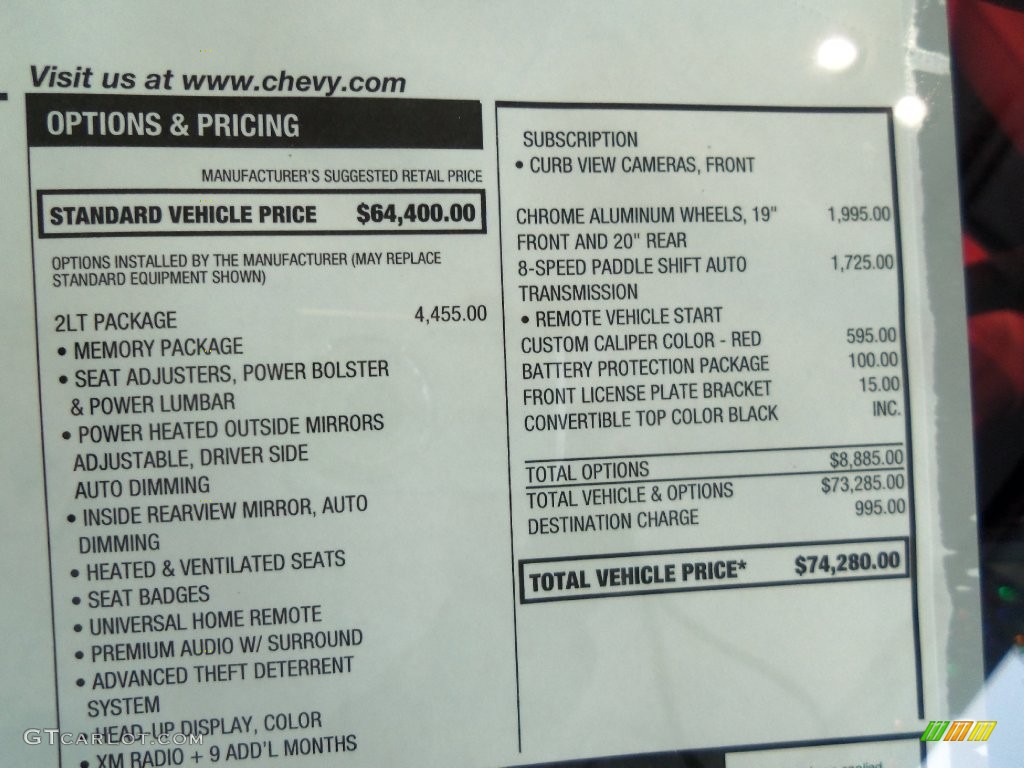 Visit us at www.chevy.com
OPTIONS & PRICING
MANUFACTURER'S SUGGESTED RETAIL PRICE
STANDARD VEHICLE PRICE $64,400.00
OPTIONS INSTALLED BY THE MANUFACTURER (MAY REPLACE
STANDARD EQUIPMENT SHOWN)
2LT PACKAGE 4,455.00
• MEMORY PACKAGE
• SEAT ADJUSTERS, POWER BOLSTER
& POWER LUMBAR
• POWER HEATED OUTSIDE MIRRORS
ADJUSTABLE, DRIVER SIDE
AUTO DIMMING
• INSIDE REARVIEW MIRROR, AUTO
DIMMING
• HEATED & VENTILATED SEATS
• SEAT BADGES
• UNIVERSAL HOME REMOTE
• PREMIUM AUDIO W/ SURROUND
• ADVANCED THEFT DETERRENT
SYSTEM
• HEAD-UP DISPLAY, COLOR
• XM RADIO + 9 ADD'L MONTHS
SUBSCRIPTION
• CURB VIEW CAMERAS, FRONT
CHROME ALUMINUM WHEELS, 19" 1,995.00
FRONT AND 20" REAR
8-SPEED PADDLE SHIFT AUTO 1,725.00
TRANSMISSION
• REMOTE VEHICLE START
CUSTOM CALIPER COLOR - RED 595.00
BATTERY PROTECTION PACKAGE 100.00
FRONT LICENSE PLATE BRACKET 15.00
CONVERTIBLE TOP COLOR BLACK INC.
TOTAL OPTIONS $8,885.00
TOTAL VEHICLE & OPTIONS $73,285.00
DESTINATION CHARGE 995.00
TOTAL VEHICLE PRICE* $74,280.00
GTcarlot.com